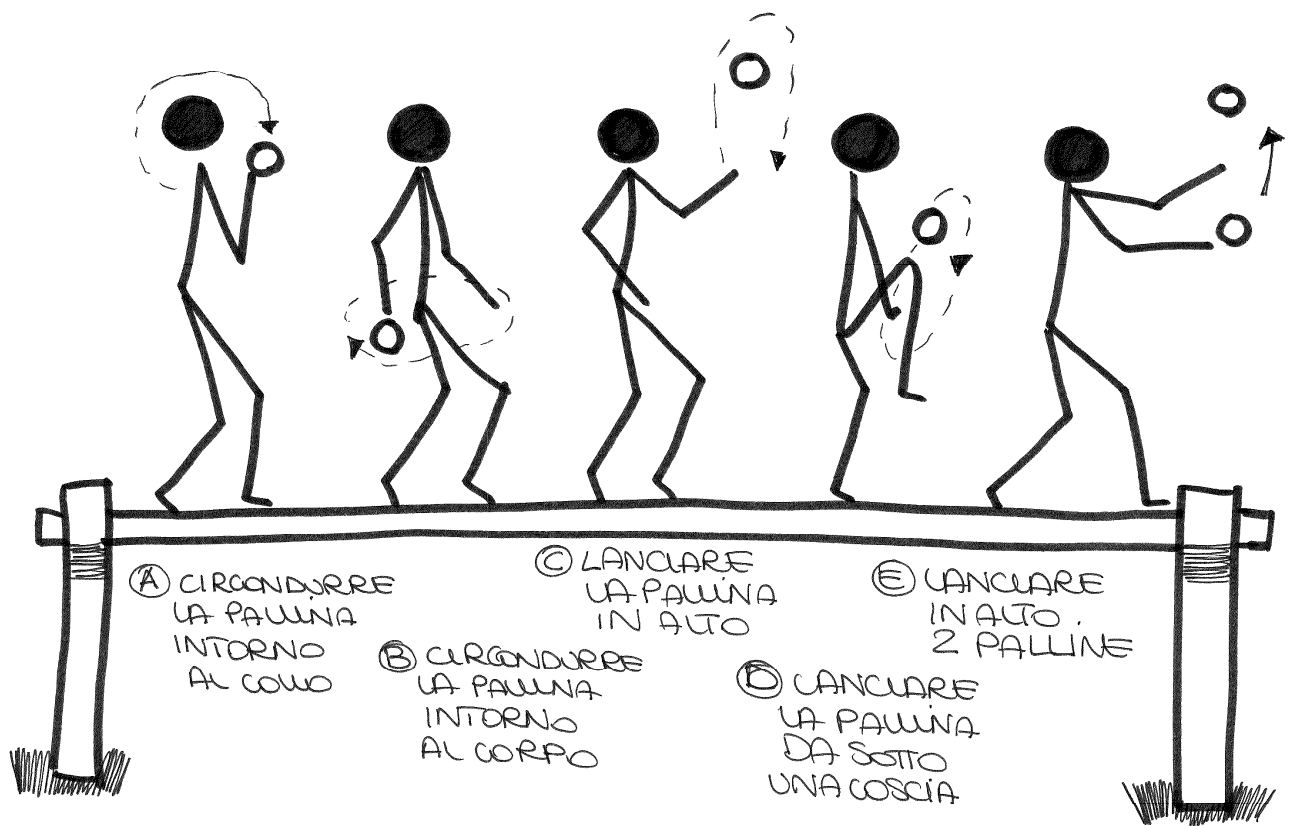 A CIRCONDURRE
LA PALLINA
INTORNO
AL COLLO
B CIRCONDURRE
LA PALLINA
INTORNO
AL CORPO
C LANCIARE
LA PALLINA
IN ALTO
D LANCIARE
LA PALLINA
DA SOTTO
UNA COSCIA
E LANCIARE
IN ALTO
2 PALLINE